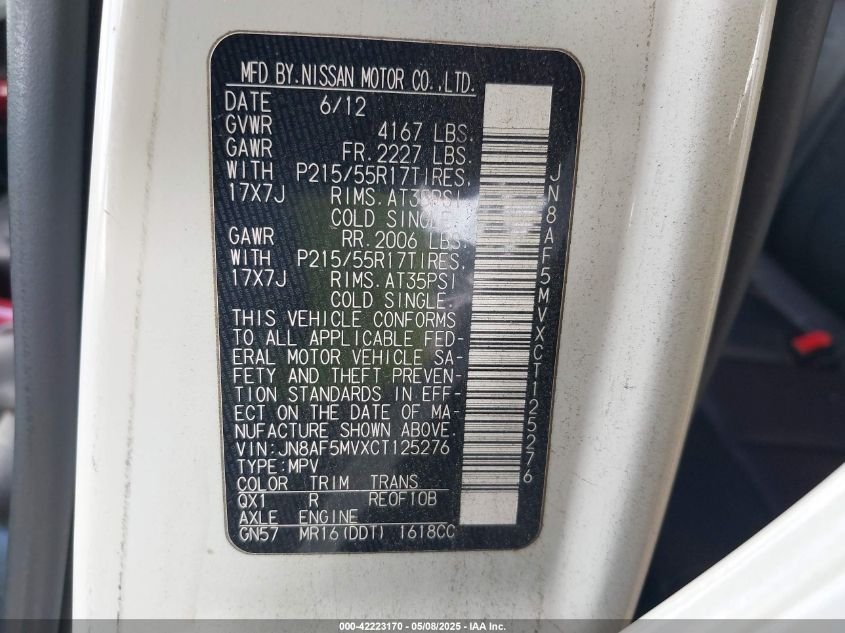 MFD BY.NISSAN MOTOR CO.,LTD.
DATE 6/12
GVWR 4167 LBS.
GAWR FR.2227 LBS.
WITH P215/55R17TIRES,
17X7J RIMS.AT35PSI
COLD SINGLE.
GAWR RR.2006 LBS.
WITH P215/55R17TIRES,
17X7J RIMS.AT35PSI
COLD SINGLE.
THIS VEHICLE CONFORMS
TO ALL APPLICABLE FED-
ERAL MOTOR VEHICLE SA-
FETY AND THEFT PREVEN-
TION STANDARDS IN EFF-
ECT ON THE DATE OF MA-
NUFACTURE SHOWN ABOVE.
VIN:JN8AF5MVXCT125276
TYPE:MPV
COLOR TRIM TRANS
QX1 R RE0F10B
AXLE ENGINE
GN57 MR16(DDT) 1618CC
JN8AF5MVXCT125276
000-42223170 - 05/08/2025 - IAA Inc.